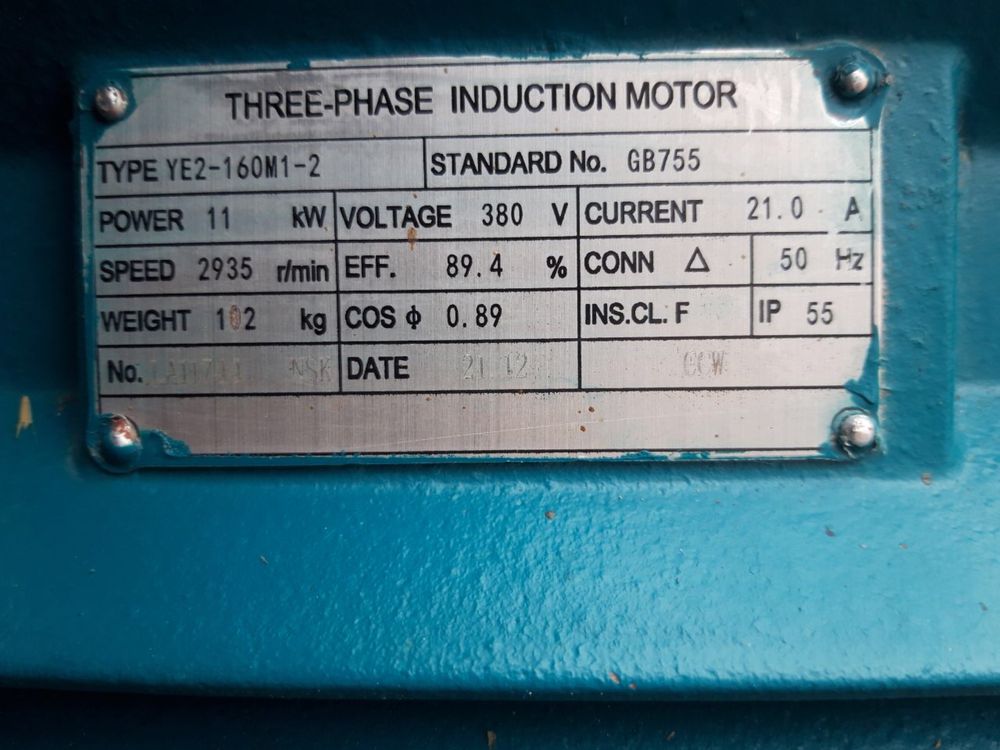 THREE-PHASE INDUCTION MOTOR
TYPE YE2-160M1-2 STANDARD No. GB755
POWER 11 kW VOLTAGE 380 V CURRENT 21.0 A
SPEED 2935 r/min EFF. 89.4 % CONN Δ 50 Hz
WEIGHT 102 kg COS ϕ 0.89 INS.CL. F IP 55
No. NSK DATE 21.12 CCW